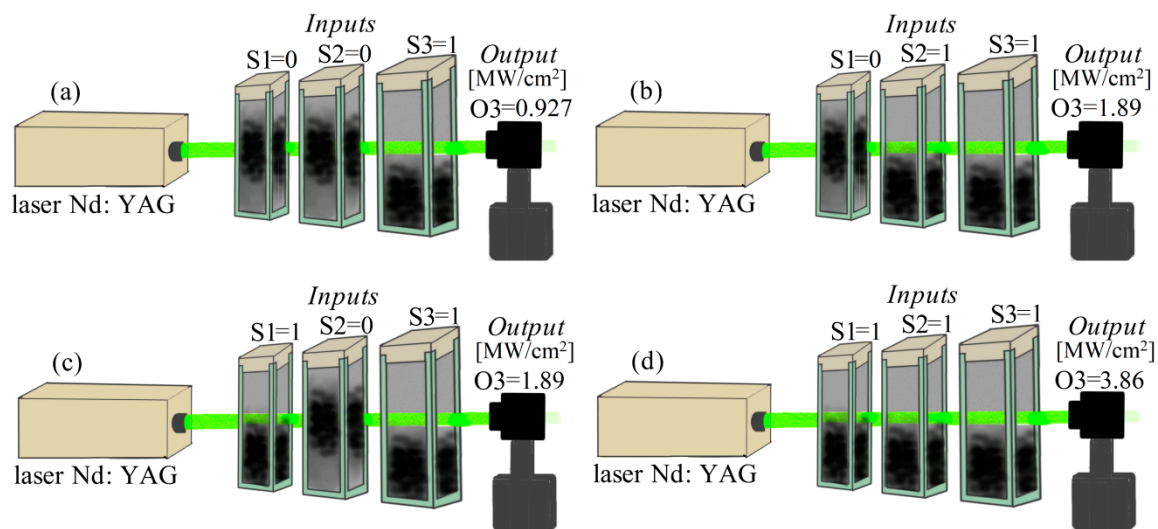 (a)
Inputs
S1=0 S2=0 S3=1
Output
[MW/cm²]
O3=0.927
laser Nd: YAG
(b)
Inputs
S1=0 S2=1 S3=1
Output
[MW/cm²]
O3=1.89
laser Nd: YAG
(c)
Inputs
S1=1 S2=0 S3=1
Output
[MW/cm²]
O3=1.89
laser Nd: YAG
(d)
Inputs
S1=1 S2=1 S3=1
Output
[MW/cm²]
O3=3.86
laser Nd: YAG